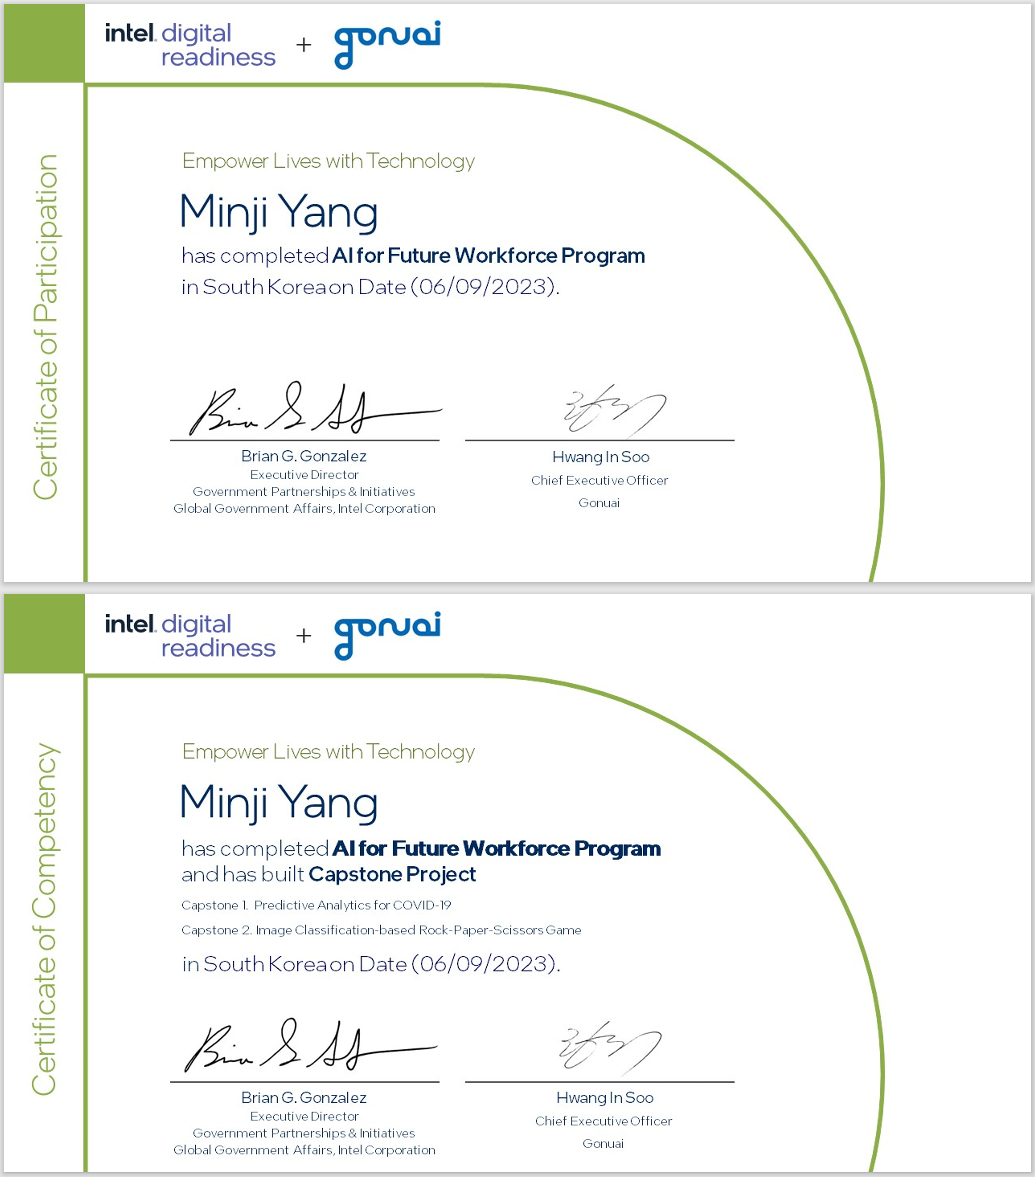 intel. digital readiness + gonuai
Certificate of Participation
Empower Lives with Technology
Minji Yang
has completed AI for Future Workforce Program
in South Korea on Date (06/09/2023).
Brian G. Gonzalez
Executive Director
Government Partnerships & Initiatives
Global Government Affairs, Intel Corporation
Hwang In Soo
Chief Executive Officer
Gonuai
intel. digital readiness + gonuai
Certificate of Competency
Empower Lives with Technology
Minji Yang
has completed AI for Future Workforce Program
and has built Capstone Project
Capstone 1. Predictive Analytics for COVID-19
Capstone 2. Image Classification-based Rock-Paper-Scissors Game
in South Korea on Date (06/09/2023).
Brian G. Gonzalez
Executive Director
Government Partnerships & Initiatives
Global Government Affairs, Intel Corporation
Hwang In Soo
Chief Executive Officer
Gonuai